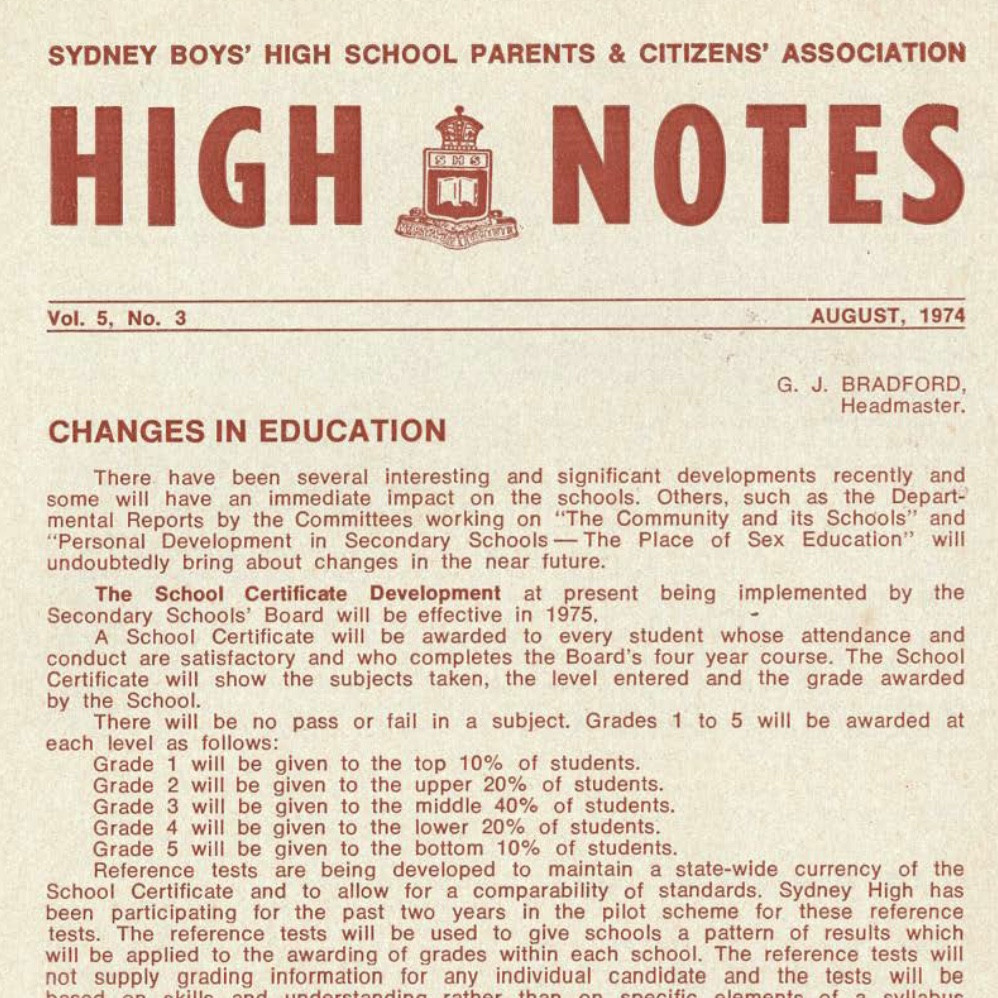 SYDNEY BOYS' HIGH SCHOOL PARENTS & CITIZENS' ASSOCIATION
HIGH NOTES
S H S
Vol. 5, No. 3 AUGUST, 1974
G. J. BRADFORD,
Headmaster.
CHANGES IN EDUCATION
There have been several interesting and significant developments recently and
some will have an immediate impact on the schools. Others, such as the Depart-
mental Reports by the Committees working on "The Community and its Schools" and
"Personal Development in Secondary Schools — The Place of Sex Education" will
undoubtedly bring about changes in the near future.
The School Certificate Development at present being implemented by the
Secondary Schools' Board will be effective in 1975.
A School Certificate will be awarded to every student whose attendance and
conduct are satisfactory and who completes the Board's four year course. The School
Certificate will show the subjects taken, the level entered and the grade awarded
by the School.
There will be no pass or fail in a subject. Grades 1 to 5 will be awarded at
each level as follows:
Grade 1 will be given to the top 10% of students.
Grade 2 will be given to the upper 20% of students.
Grade 3 will be given to the middle 40% of students.
Grade 4 will be given to the lower 20% of students.
Grade 5 will be given to the bottom 10% of students.
Reference tests are being developed to maintain a state-wide currency of the
School Certificate and to allow for a comparability of standards. Sydney High has
been participating for the past two years in the pilot scheme for these reference
tests. The reference tests will be used to give schools a pattern of results which
will be applied to the awarding of grades within each school. The reference tests will
not supply grading information for any individual candidate and the tests will be
based on skills and understanding rather than on specific elements of a syllabus